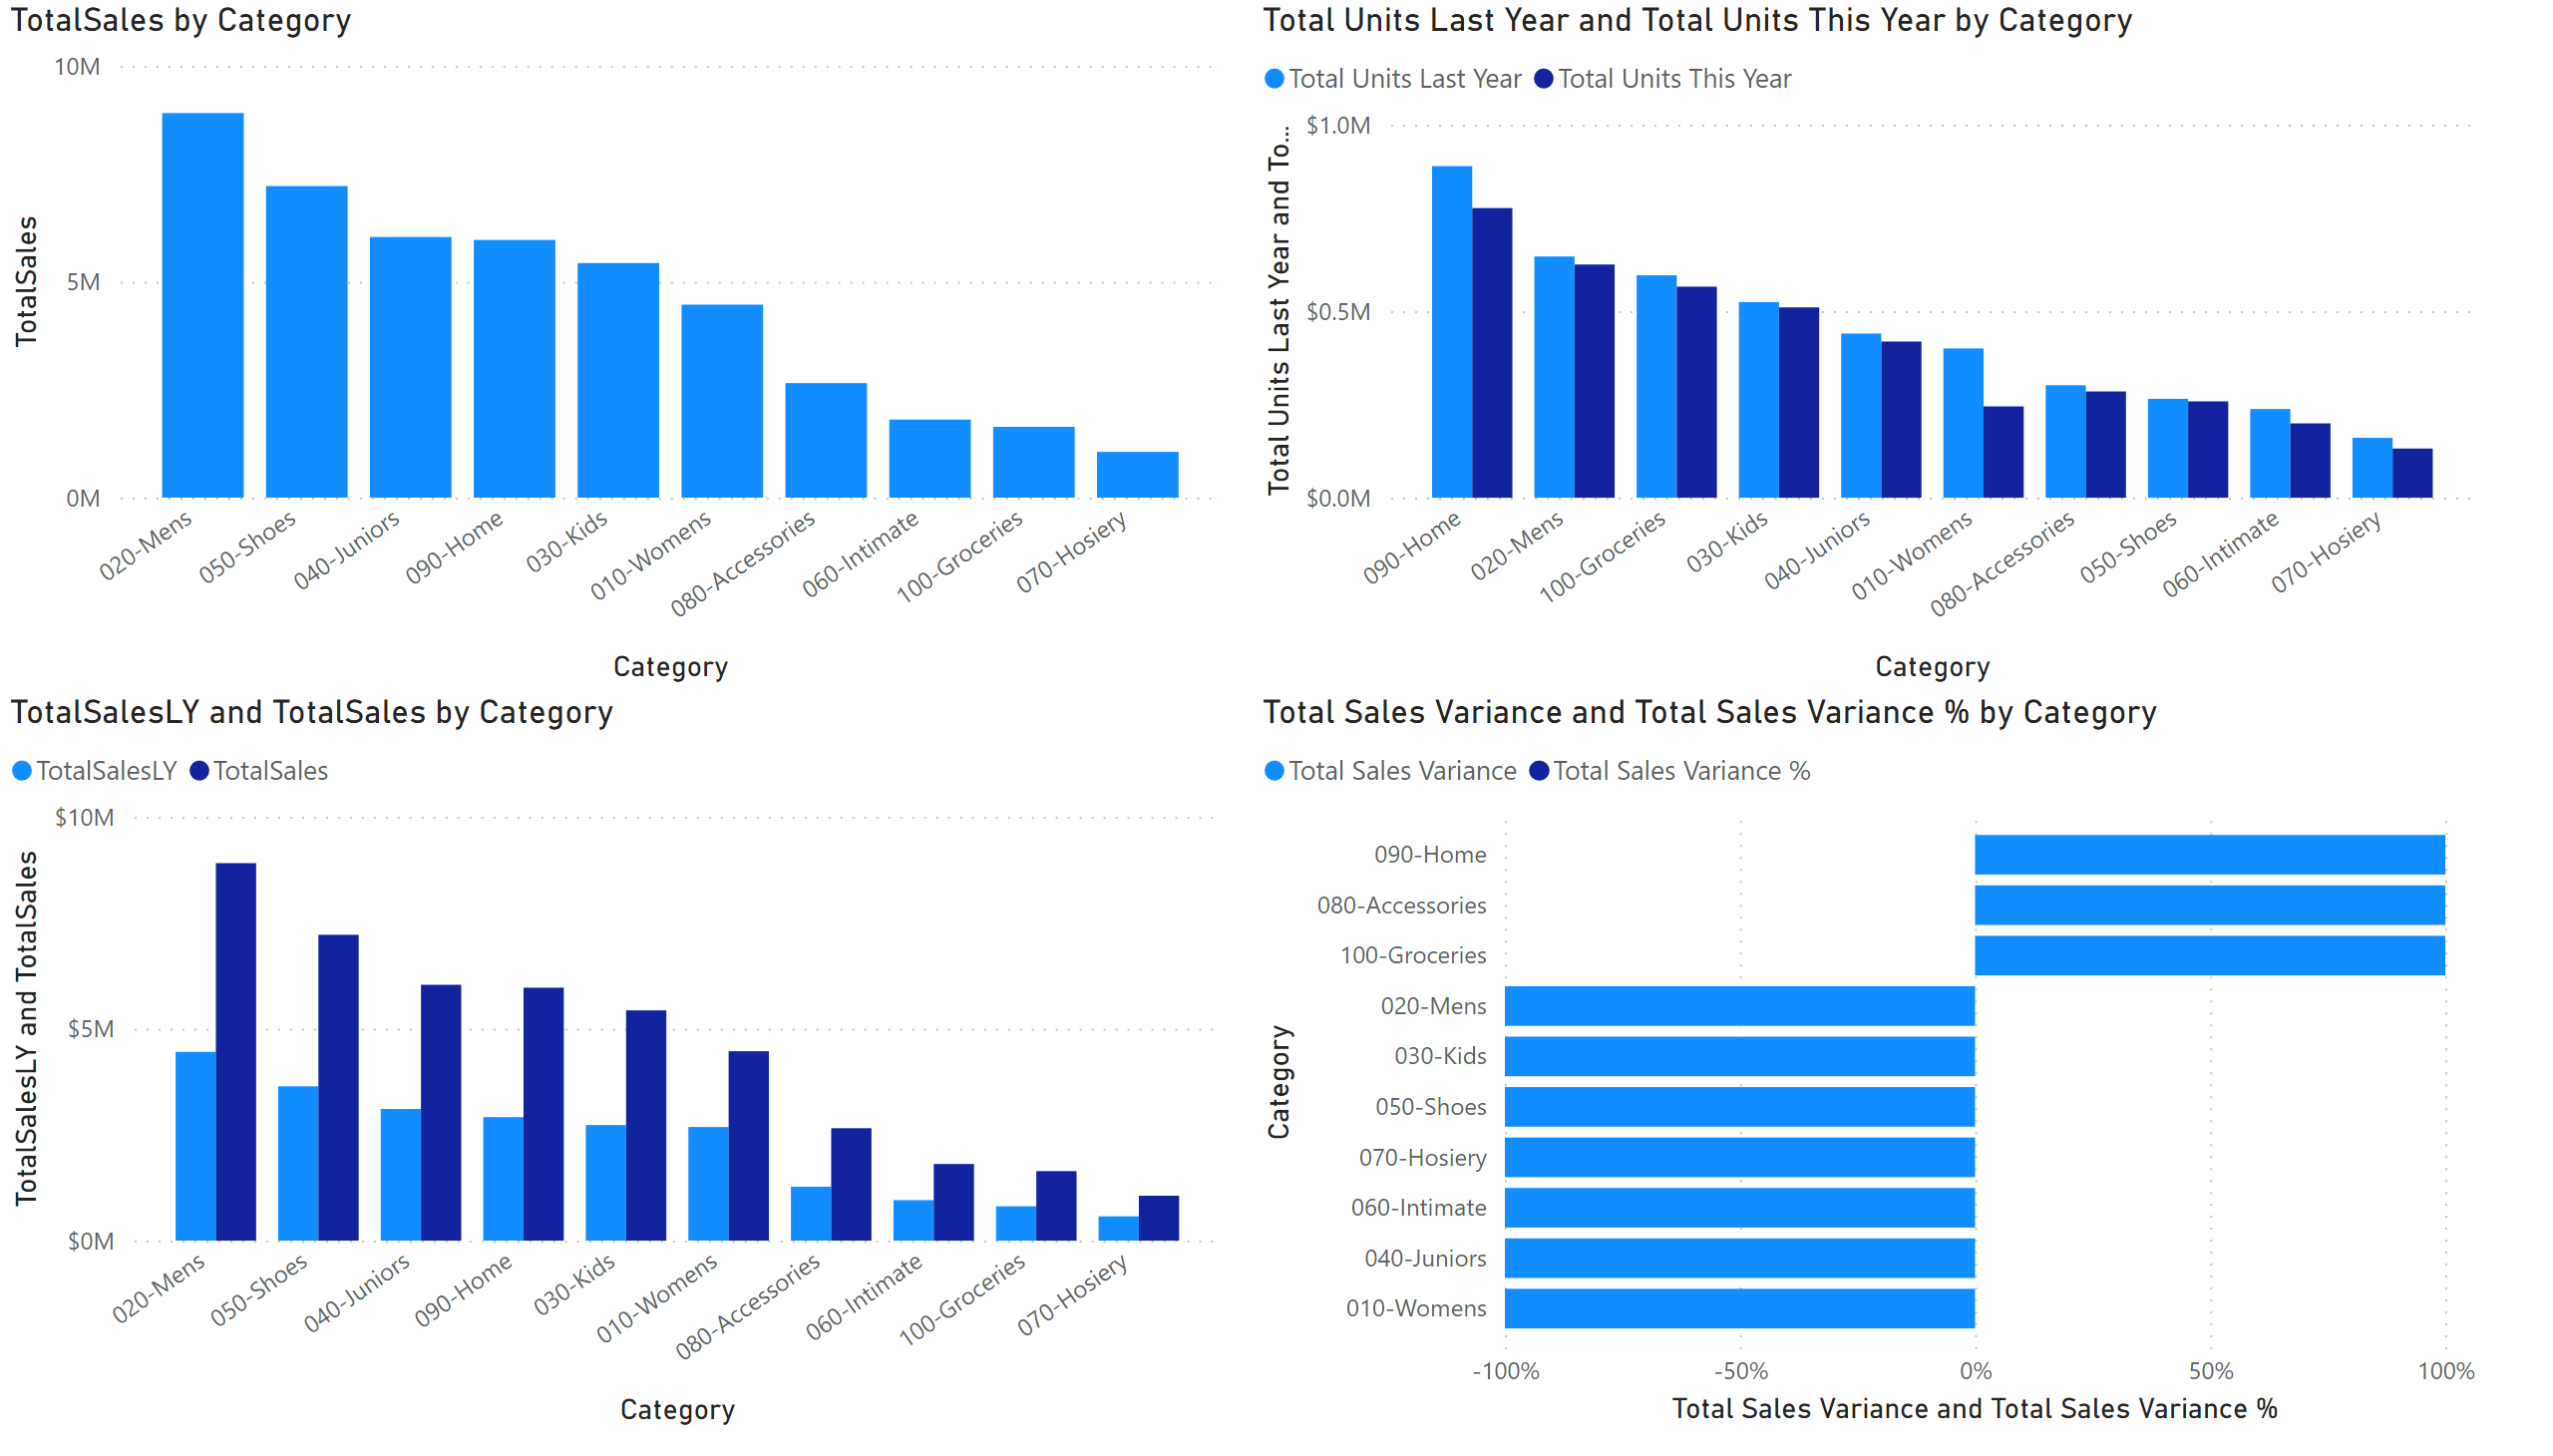 TotalSales by Category
10M
5M
0M
TotalSales
020-Mens
050-Shoes
040-Juniors
090-Home
030-Kids
010-Womens
080-Accessories
060-Intimate
100-Groceries
070-Hosiery
Category
Total Units Last Year and Total Units This Year by Category
Total Units Last Year Total Units This Year
$1.0M
$0.5M
$0.0M
Total Units Last Year and To...
090-Home
020-Mens
100-Groceries
030-Kids
040-Juniors
010-Womens
080-Accessories
050-Shoes
060-Intimate
070-Hosiery
Category
TotalSalesLY and TotalSales by Category
TotalSalesLY TotalSales
$10M
$5M
$0M
TotalSalesLY and TotalSales
020-Mens
050-Shoes
040-Juniors
090-Home
030-Kids
010-Womens
080-Accessories
060-Intimate
100-Groceries
070-Hosiery
Category
Total Sales Variance and Total Sales Variance % by Category
Total Sales Variance Total Sales Variance %
Category
090-Home
080-Accessories
100-Groceries
020-Mens
030-Kids
050-Shoes
070-Hosiery
060-Intimate
040-Juniors
010-Womens
-100% -50% 0% 50% 100%
Total Sales Variance and Total Sales Variance %